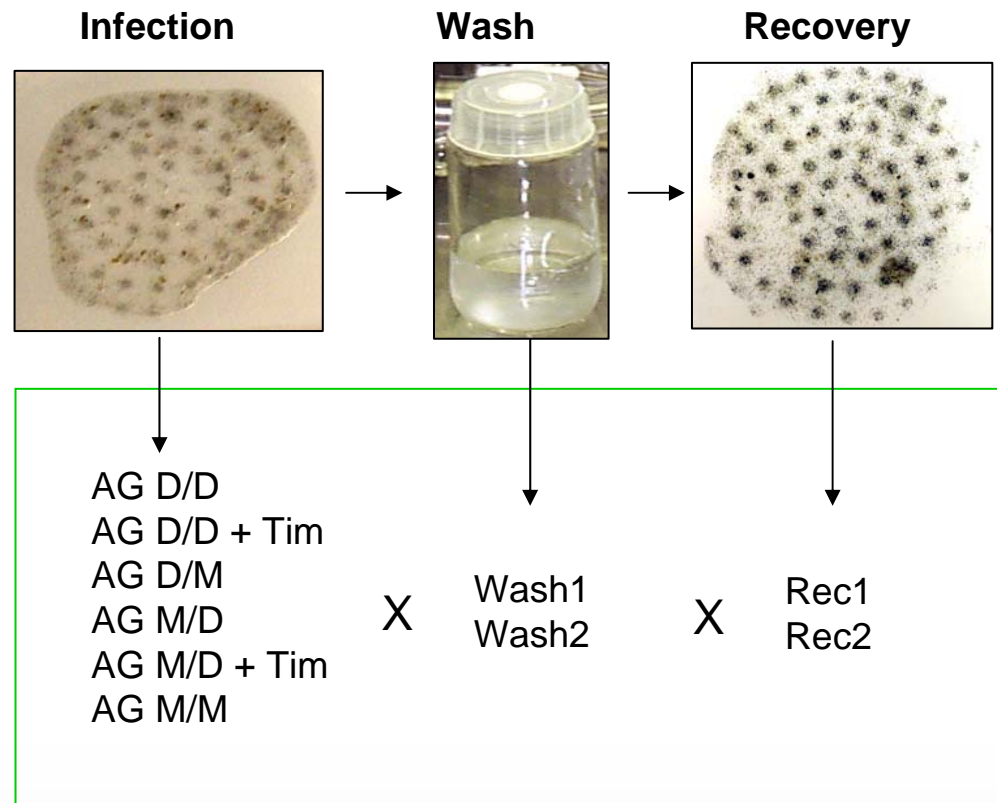 Infection Wash Recovery
AG D/D
AG D/D + Tim
AG D/M
AG M/D
AG M/D + Tim
AG M/M
X
Wash1
Wash2
X
Rec1
Rec2